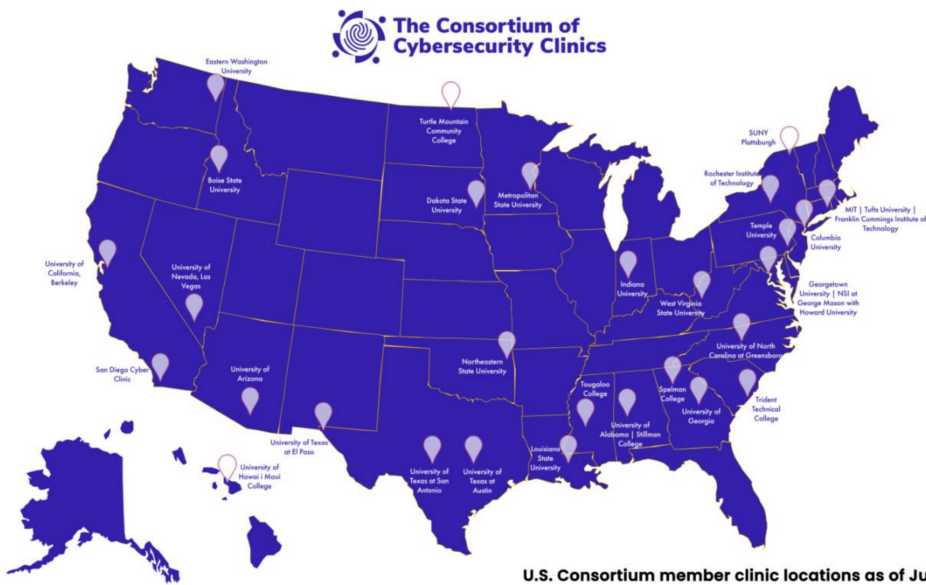 The Consortium of
Cybersecurity Clinics
Eastern Washington
University
Turtle Mountain
Community
College
SUNY
Plattsburgh
Boise State
University
Dakota State
University
Metropolitan
State University
Rochester Institute
of Technology
MIT | Tufts University |
Franklin Cummings Institute of
Technology
Temple
University
Columbia
University
University of
California,
Berkeley
University of
Nevada, Las
Vegas
Indiana
University
West Virginia
State University
Georgetown
University | NSI at
George Mason with
Howard University
University of North
Carolina at Greensboro
San Diego Cyber
Clinic
University of
Arizona
Northeastern
State University
Tougaloo
College
Spelman
College
University of
Georgia
Trident
Technical
College
University of Texas
at El Paso
University of
Alabama | Stillman
College
Louisiana
State
University
University of
Texas at San
Antonio
University of
Texas at
Austin
University of
Hawai i Maui
College
U.S. Consortium member clinic locations as of Ju